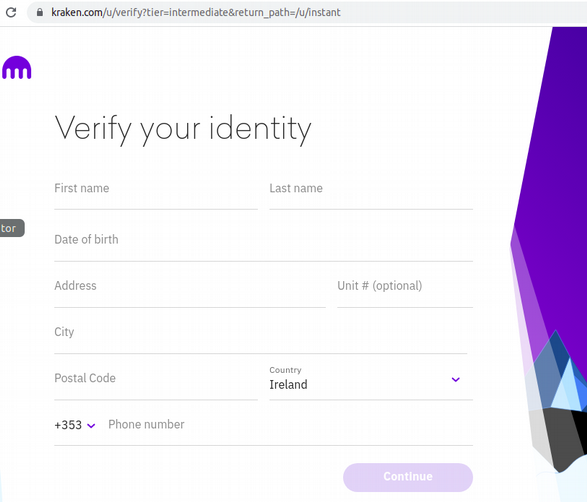 kraken.com/u/verify?tier=intermediate&return_path=/u/instant
Verify your identity
First name Last name
tor
Date of birth
Address Unit # (optional)
City
Postal Code Country
Ireland
+353 Phone number
Continue